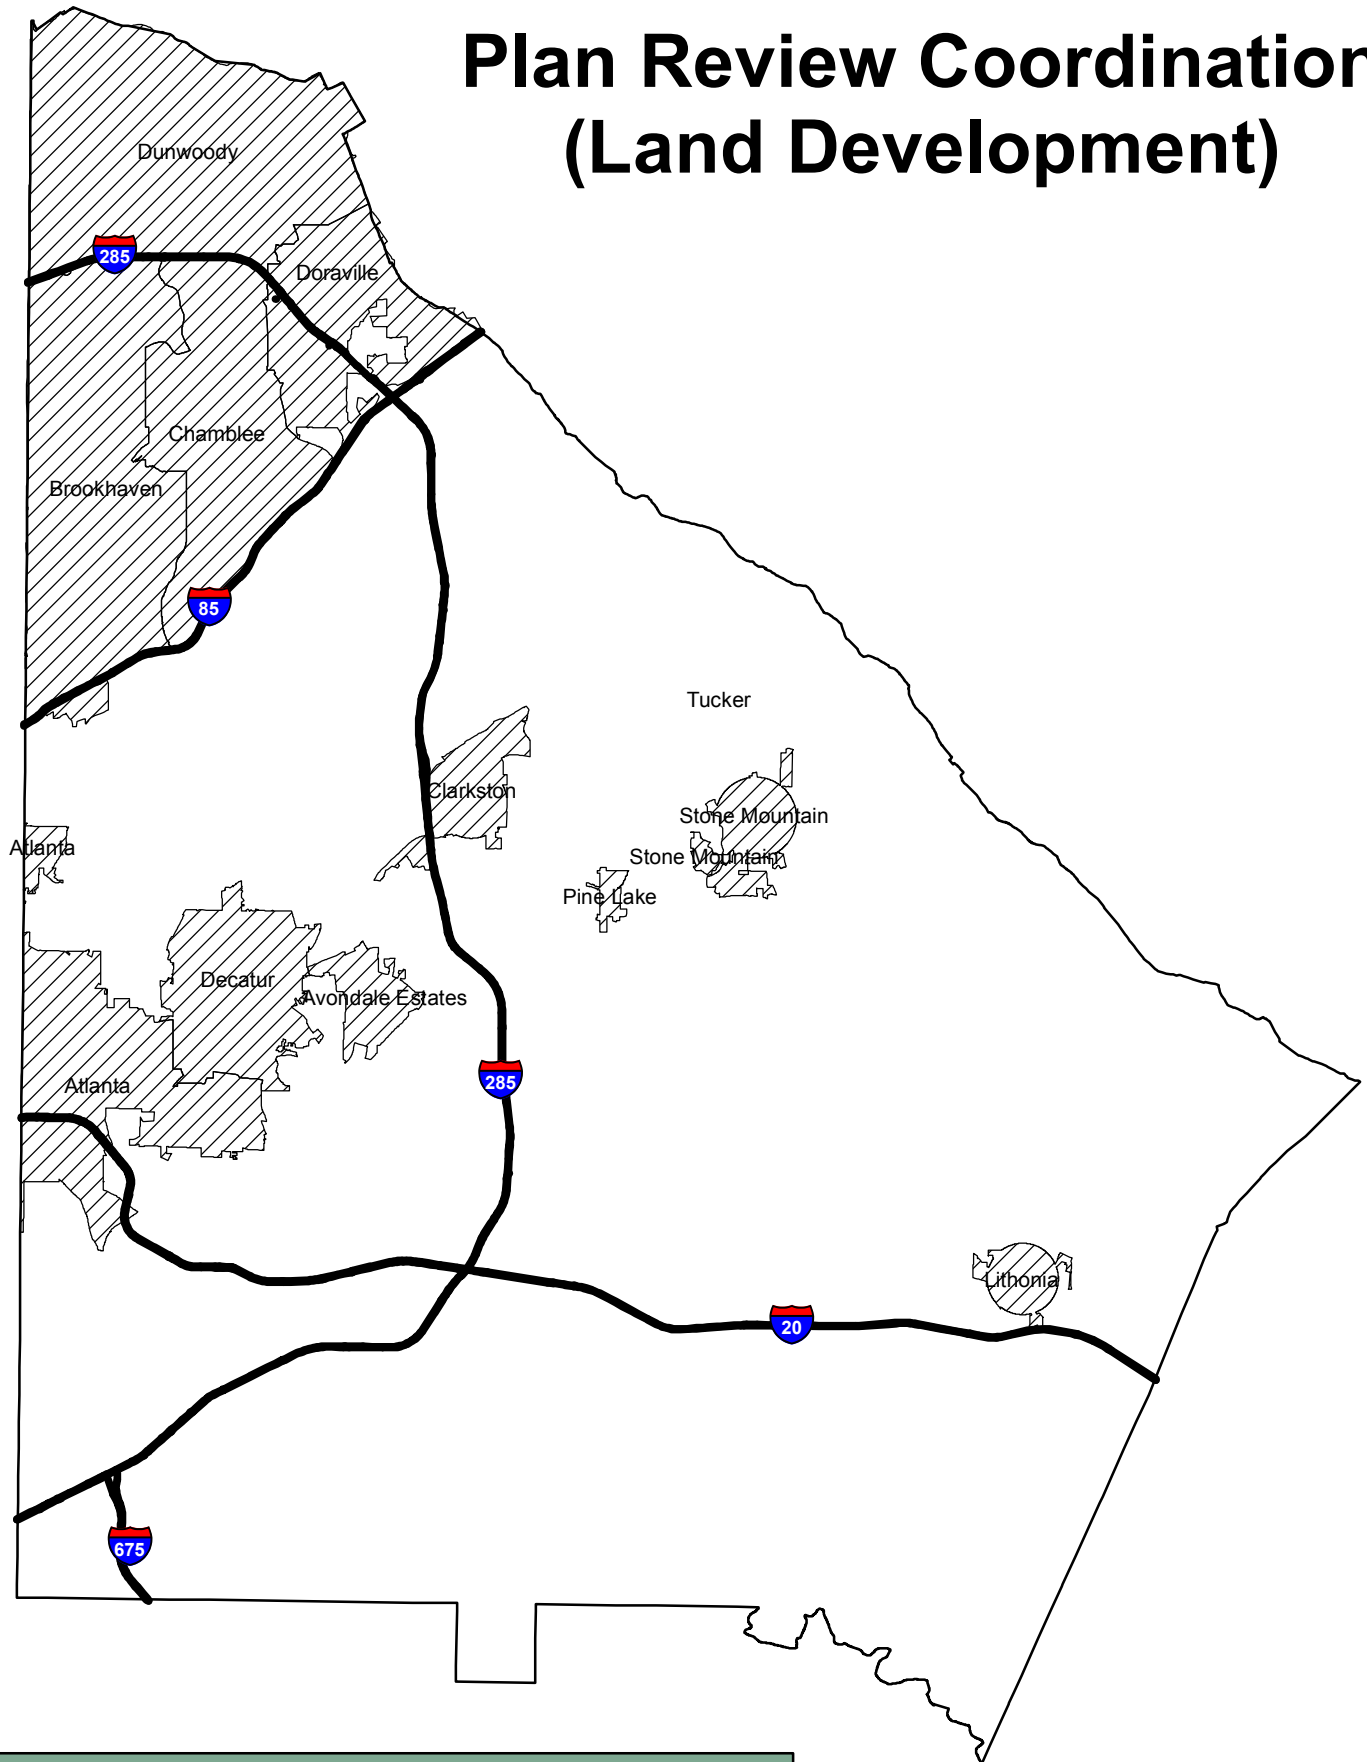 Plan Review Coordination
(Land Development)
Dunwoody
285
Doraville
Chamblee
Brookhaven
85
Tucker
Clarkston
Stone Mountain
Atlanta
Stone Mountain
Pine Lake
Decatur
Avondale Estates
285
Atlanta
Lithonia
20
675